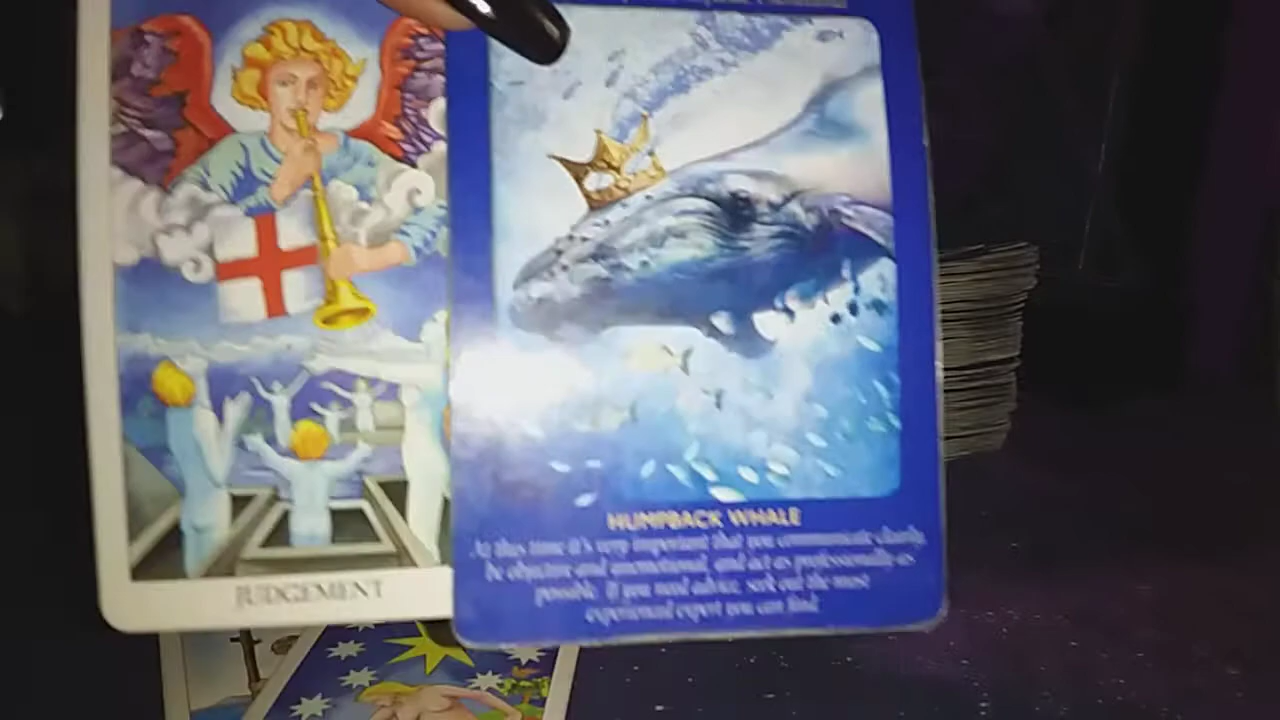 JUDGEMENT
HUMPBACK WHALE
At this time it's very important that you communicate clearly,
be objective and unemotional, and act as professionally as
possible. If you need advice, seek out the most
experienced expert you can find.